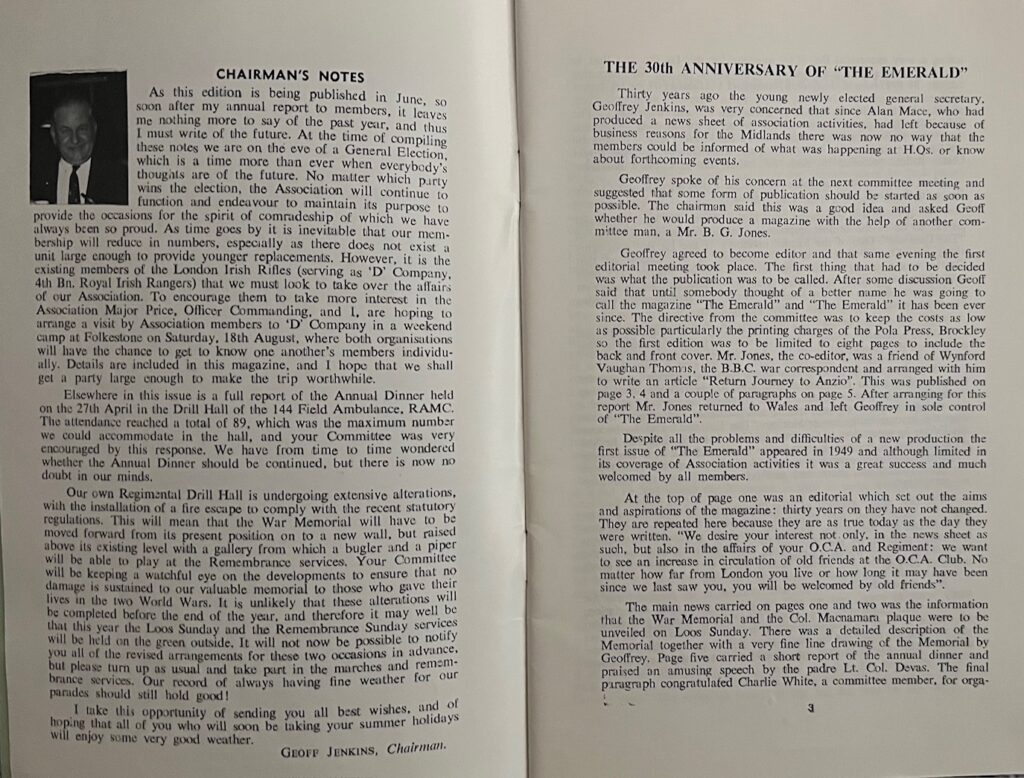 CHAIRMAN'S NOTES
As this edition is being published in June, so
soon after my annual report to members, it leaves
me nothing more to say of the past year, and thus
I must write of the future. At the time of compiling
these notes we are on the eve of a General Election,
which is a time more than ever when everybody's
thoughts are of the future. No matter which party
wins the election, the Association will continue to
function and endeavour to maintain its purpose to
provide the occasions for the spirit of comradeship of which we have
always been so proud. As time goes by it is inevitable that our mem-
bership will reduce in numbers, especially as there does not exist a
unit large enough to provide younger replacements. However, it is the
existing members of the London Irish Rifles (serving as 'D' Company,
4th Bn. Royal Irish Rangers) that we must look to take over the affairs
of our Association. To encourage them to take more interest in the
Association Major Price, Officer Commanding, and I, are hoping to
arrange a visit by Association members to 'D' Company in a weekend
camp at Folkestone on Saturday, 18th August, where both organisations
will have the chance to get to know one another's members individu-
ally. Details are included in this magazine, and I hope that we shall
get a party large enough to make the trip worthwhile.
Elsewhere in this issue is a full report of the Annual Dinner held
on the 27th April in the Drill Hall of the 144 Field Ambulance, RAMC.
The attendance reached a total of 89, which was the maximum number
we could accommodate in the hall, and your Committee was very
encouraged by this response. We have from time to time wondered
whether the Annual Dinner should be continued, but there is now no
doubt in our minds.
Our own Regimental Drill Hall is undergoing extensive alterations,
with the installation of a fire escape to comply with the recent statutory
regulations. This will mean that the War Memorial will have to be
moved forward from its present position on to a new wall, but raised
above its existing level with a gallery from which a bugler and a piper
will be able to play at the Remembrance services. Your Committee
will be keeping a watchful eye on the developments to ensure that no
damage is sustained to our valuable memorial to those who gave their
lives in the two World Wars. It is unlikely that these alterations will
be completed before the end of the year, and therefore it may well be
that this year the Loos Sunday and the Remembrance Sunday services
will be held on the green outside. It will not now be possible to notify
you all of the revised arrangements for these two occasions in advance,
but please turn up as usual and take part in the marches and remem-
brance services. Our record of always having fine weather for our
parades should still hold good!
I take this opportunity of sending you all best wishes, and of
hoping that all of you who will soon be taking your summer holidays
will enjoy some very good weather.
GEOFF JENKINS, Chairman.
THE 30th ANNIVERSARY OF "THE EMERALD"
Thirty years ago the young newly elected general secretary,
Geoffrey Jenkins, was very concerned that since Alan Mace, who had
produced a news sheet of association activities, had left because of
business reasons for the Midlands there was now no way that the
members could be informed of what was happening at H.Qs. or know
about forthcoming events.
Geoffrey spoke of his concern at the next committee meeting and
suggested that some form of publication should be started as soon as
possible. The chairman said this was a good idea and asked Geoff
whether he would produce a magazine with the help of another com-
mittee man, a Mr. B. G. Jones.
Geoffrey agreed to become editor and that same evening the first
editorial meeting took place. The first thing that had to be decided
was what the publication was to be called. After some discussion Geoff
said that until somebody thought of a better name he was going to
call the magazine "The Emerald" and "The Emerald" it has been ever
since. The directive from the committee was to keep the costs as low
as possible particularly the printing charges of the Pola Press, Brockley
so the first edition was to be limited to eight pages to include the
back and front cover. Mr. Jones, the co-editor, was a friend of Wynford
Vaughan Thomas, the B.B.C. war correspondent and arranged with him
to write an article "Return Journey to Anzio". This was published on
page 3, 4 and a couple of paragraphs on page 5. After arranging for this
report Mr. Jones returned to Wales and left Geoffrey in sole control
of "The Emerald".
Despite all the problems and difficulties of a new production the
first issue of "The Emerald" appeared in 1949 and although limited in
its coverage of Association activities it was a great success and much
welcomed by all members.
At the top of page one was an editorial which set out the aims
and aspirations of the magazine: thirty years on they have not changed.
They are repeated here because they are as true today as the day they
were written. "We desire your interest not only, in the news sheet as
such, but also in the affairs of your O.C.A. and Regiment: we want
to see an increase in circulation of old friends at the O.C.A. Club. No
matter how far from London you live or how long it may have been
since we last saw you, you will be welcomed by old friends".
The main news carried on pages one and two was the information
that the War Memorial and the Col. Macnamara plaque were to be
unveiled on Loos Sunday. There was a detailed description of the
Memorial together with a very fine line drawing of the Memorial by
Geoffrey. Page five carried a short report of the annual dinner and
praised an amusing speech by the padre Lt. Col. Devas. The final
paragraph congratulated Charlie White, a committee member, for orga-
3